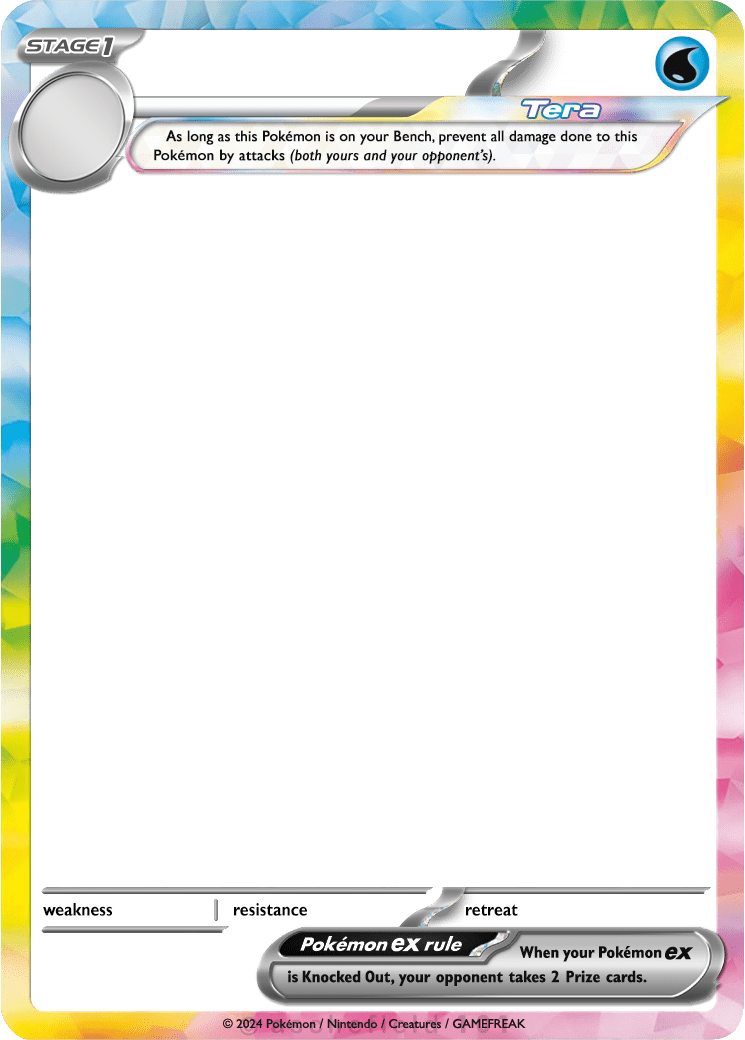 STAGE1
Tera
As long as this Pokémon is on your Bench, prevent all damage done to this
Pokémon by attacks (both yours and your opponent's).
weakness
resistance
retreat
Pokémon ex rule
When your Pokémon ex
is Knocked Out, your opponent takes 2 Prize cards.
© 2024 Pokémon / Nintendo / Creatures / GAMEFREAK